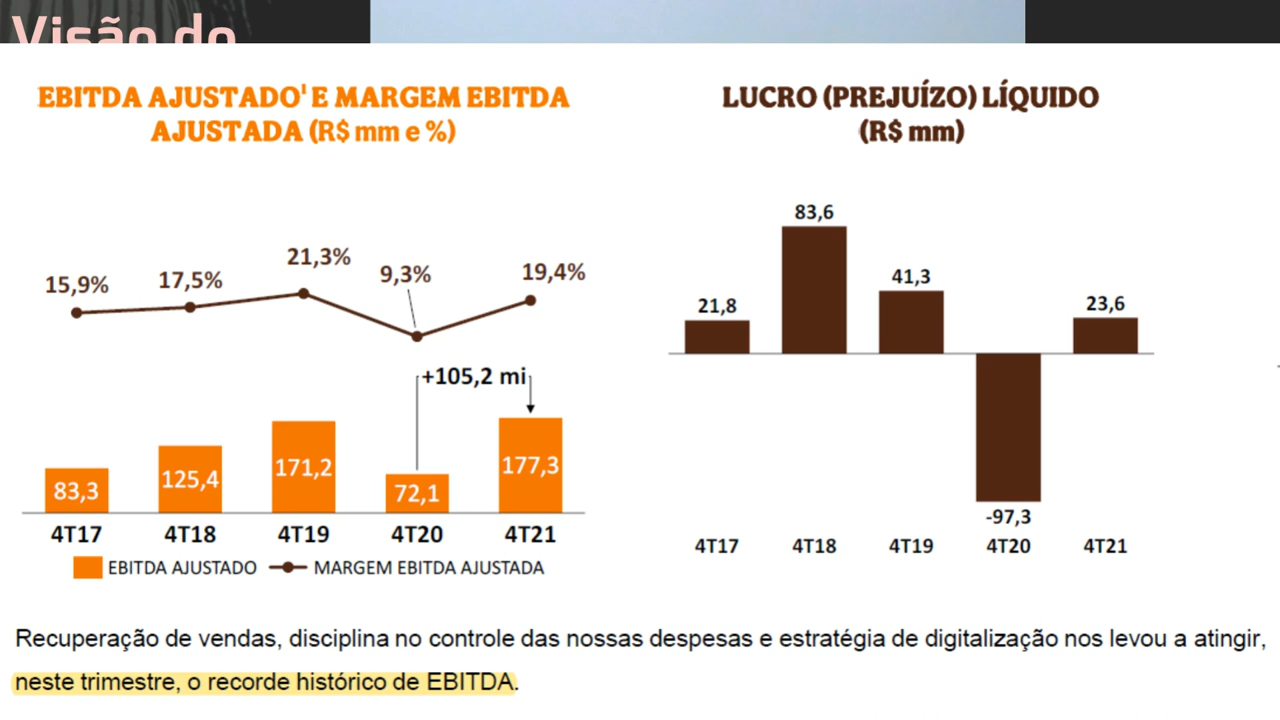 Visão do
EBITDA AJUSTADO¹ E MARGEM EBITDA
AJUSTADA (R$ mm e %)
15,9%
17,5%
21,3%
9,3%
19,4%
+105,2 mi
83,3
125,4
171,2
72,1
177,3
4T17
4T18
4T19
4T20
4T21
EBITDA AJUSTADO
MARGEM EBITDA AJUSTADA
LUCRO (PREJUÍZO) LÍQUIDO
(R$ mm)
21,8
83,6
41,3
-97,3
23,6
4T17
4T18
4T19
4T20
4T21
Recuperação de vendas, disciplina no controle das nossas despesas e estratégia de digitalização nos levou a atingir,
neste trimestre, o recorde histórico de EBITDA.